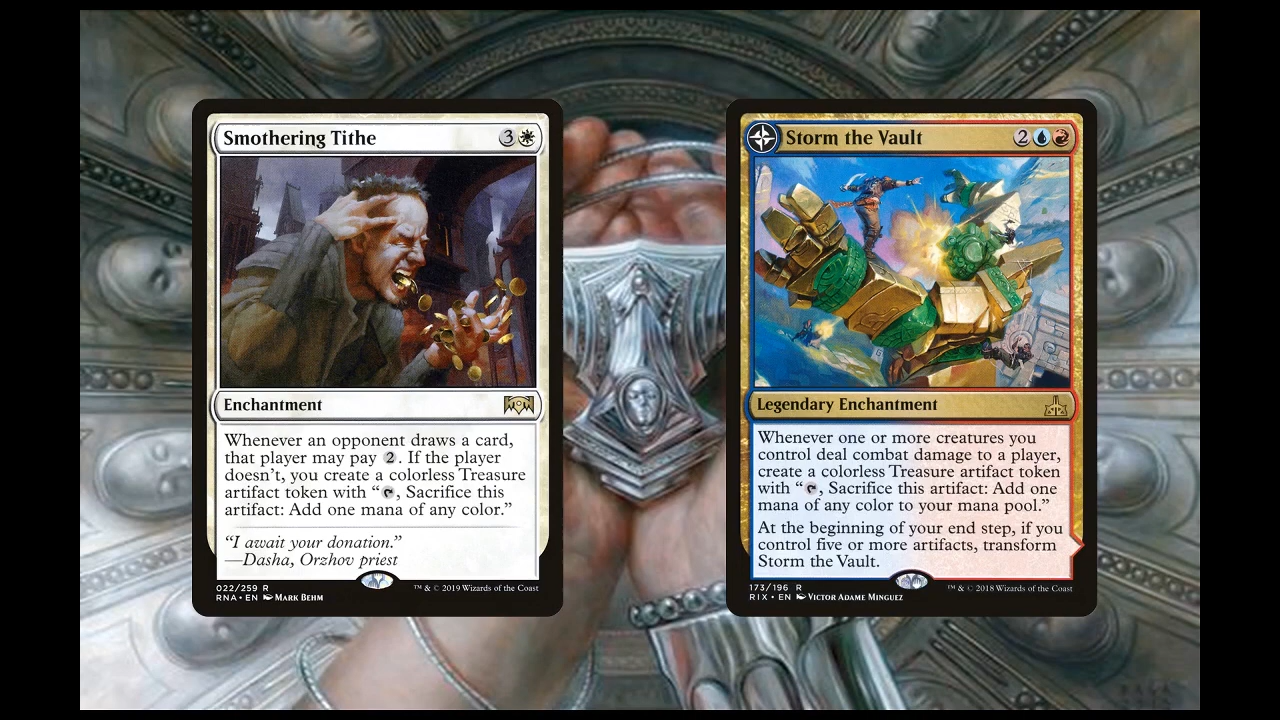 Smothering Tithe
3
Enchantment
Whenever an opponent draws a card,
that player may pay 2. If the player
doesn't, you create a colorless Treasure
artifact token with “, Sacrifice this
artifact: Add one mana of any color.”
“I await your donation.”
—Dasha, Orzhov priest
022/259 R
RNA • EN Mark Behm
™ & © 2019 Wizards of the Coast
Storm the Vault
2
Legendary Enchantment
Whenever one or more creatures you
control deal combat damage to a player,
create a colorless Treasure artifact token
with “, Sacrifice this artifact: Add one
mana of any color to your mana pool.”
At the beginning of your end step, if you
control five or more artifacts, transform
Storm the Vault.
173/196 R
RIX • EN Victor Adame Minguez
™ & © 2018 Wizards of the Coast